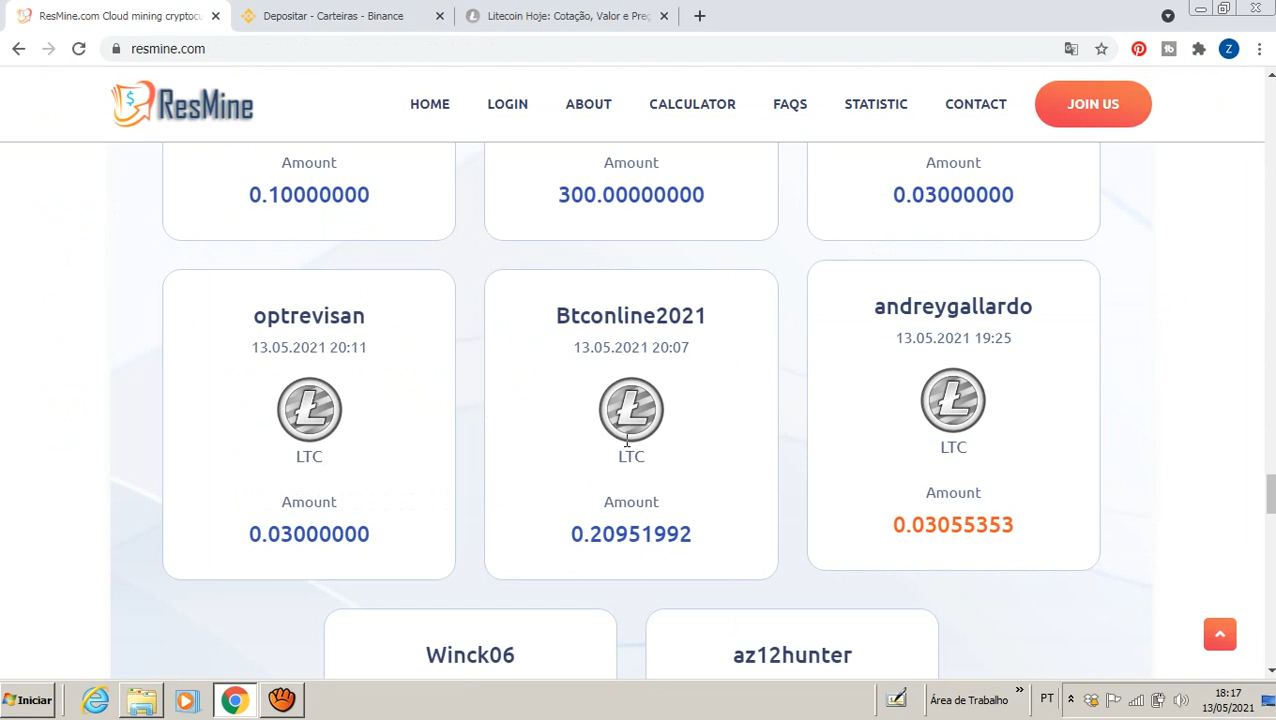 ResMine.com Cloud mining cryptocu
Depositar - Carteiras - Binance
Litecoin Hoje: Cotação, Valor e Preç
resmine.com
ResMine
HOME
LOGIN
ABOUT
CALCULATOR
FAQS
STATISTIC
CONTACT
JOIN US
Amount
0.10000000
Amount
300.00000000
Amount
0.03000000
optrevisan
13.05.2021 20:11
LTC
Amount
0.03000000
Btconline2021
13.05.2021 20:07
LTC
Amount
0.20951992
andreygallardo
13.05.2021 19:25
LTC
Amount
0.03055353
Winck06
az12hunter
Iniciar
Área de Trabalho
PT
18:17
13/05/2021